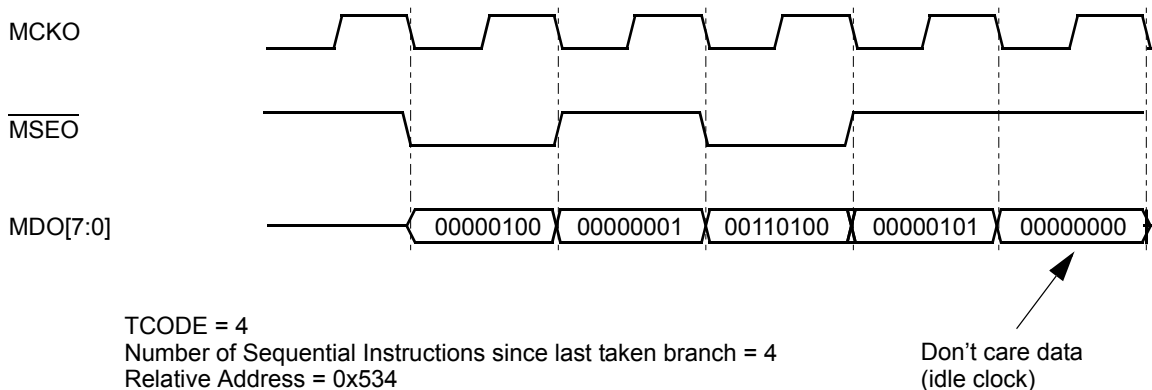 MCKO
MSEO
MDO[7:0]
00000100 00000001 00110100 00000101 00000000
TCODE = 4
Number of Sequential Instructions since last taken branch = 4
Relative Address = 0x534
Don't care data
(idle clock)